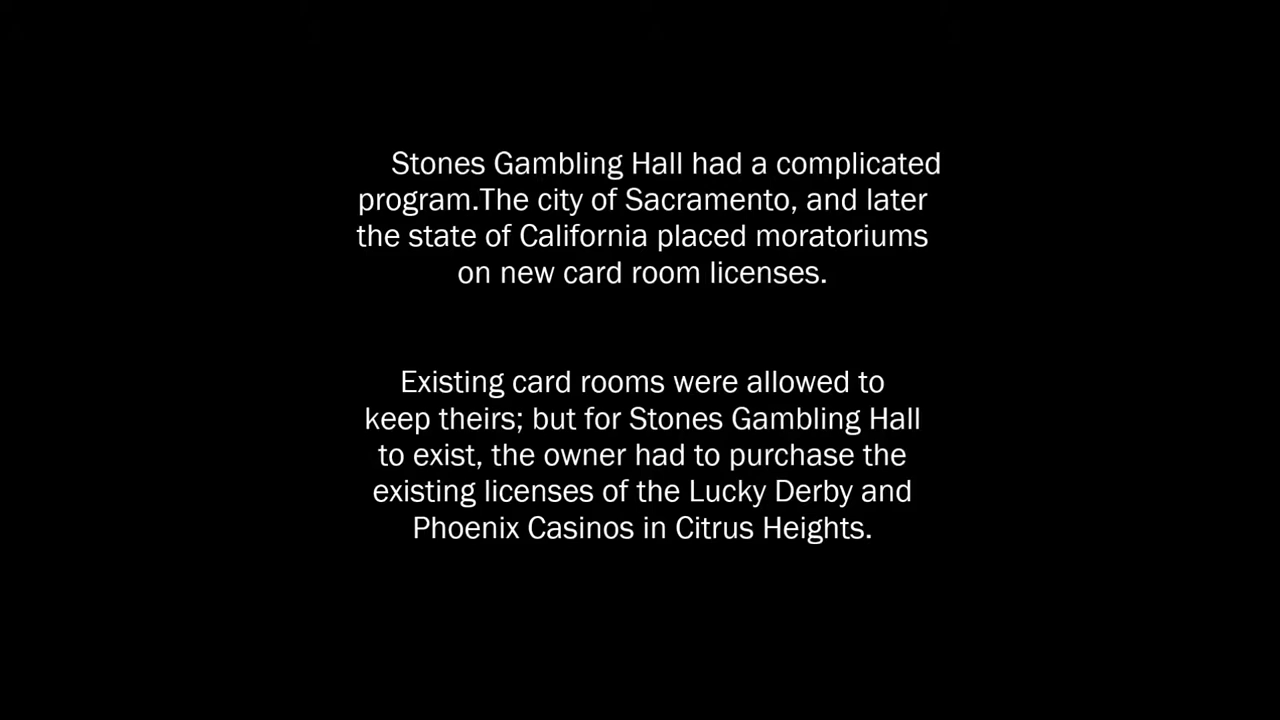 Stones Gambling Hall had a complicated
program.The city of Sacramento, and later
the state of California placed moratoriums
on new card room licenses.
Existing card rooms were allowed to
keep theirs; but for Stones Gambling Hall
to exist, the owner had to purchase the
existing licenses of the Lucky Derby and
Phoenix Casinos in Citrus Heights.